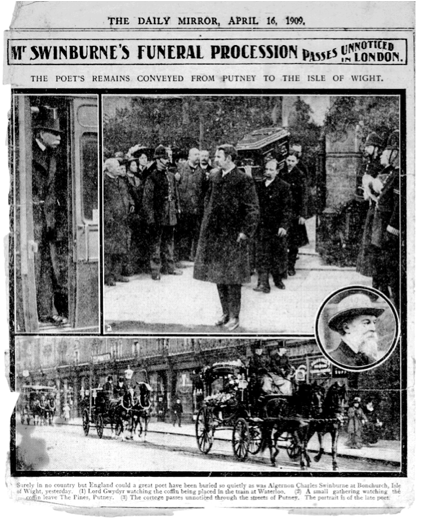 THE DAILY MIRROR, APRIL 16, 1909.
Mr SWINBURNE'S FUNERAL PROCESSION PASSES UNNOTICED IN LONDON.
THE POET'S REMAINS CONVEYED FROM PUTNEY TO THE ISLE OF WIGHT.
Surely in no country but England could a great poet have been buried so quietly as was Algernon Charles Swinburne at Bonchurch, Isle
of Wight, yesterday. (1) Lord Gwydyr watching the coffin being placed in the train at Waterloo. (2) A small gathering watching the
coffin leave The Pines, Putney. (3) The cortege passes unnoticed through the streets of Putney. The portrait is of the late poet.